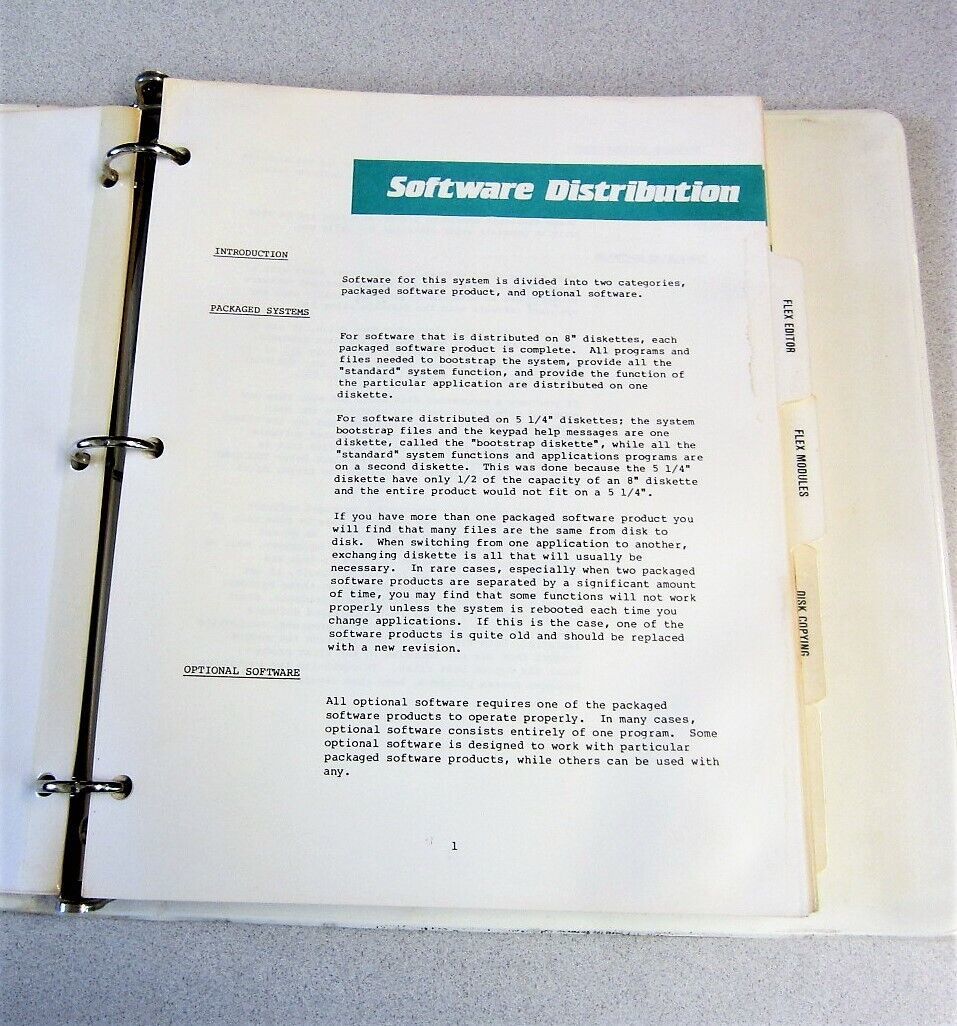 Software Distribution
INTRODUCTION
Software for this system is divided into two categories,
packaged software product, and optional software.
PACKAGED SYSTEMS
For software that is distributed on 8" diskettes, each
packaged software product is complete. All programs and
files needed to bootstrap the system, provide all the
"standard" system function, and provide the function of
the particular application are distributed on one
diskette.
For software distributed on 5 1/4" diskettes; the system
bootstrap files and the keypad help messages are one
diskette, called the "bootstrap diskette", while all the
"standard" system functions and applications programs are
on a second diskette. This was done because the 5 1/4"
diskette have only 1/2 of the capacity of an 8" diskette
and the entire product would not fit on a 5 1/4".
If you have more than one packaged software product you
will find that many files are the same from disk to
disk. When switching from one application to another,
exchanging diskette is all that will usually be
necessary. In rare cases, especially when two packaged
software products are separated by a significant amount
of time, you may find that some functions will not work
properly unless the system is rebooted each time you
change applications. If this is the case, one of the
software products is quite old and should be replaced
with a new revision.
OPTIONAL SOFTWARE
All optional software requires one of the packaged
software products to operate properly. In many cases,
optional software consists entirely of one program. Some
optional software is designed to work with particular
packaged software products, while others can be used with
any.
1
FLEX EDITOR
FLEX MODULES
DISK COPYING